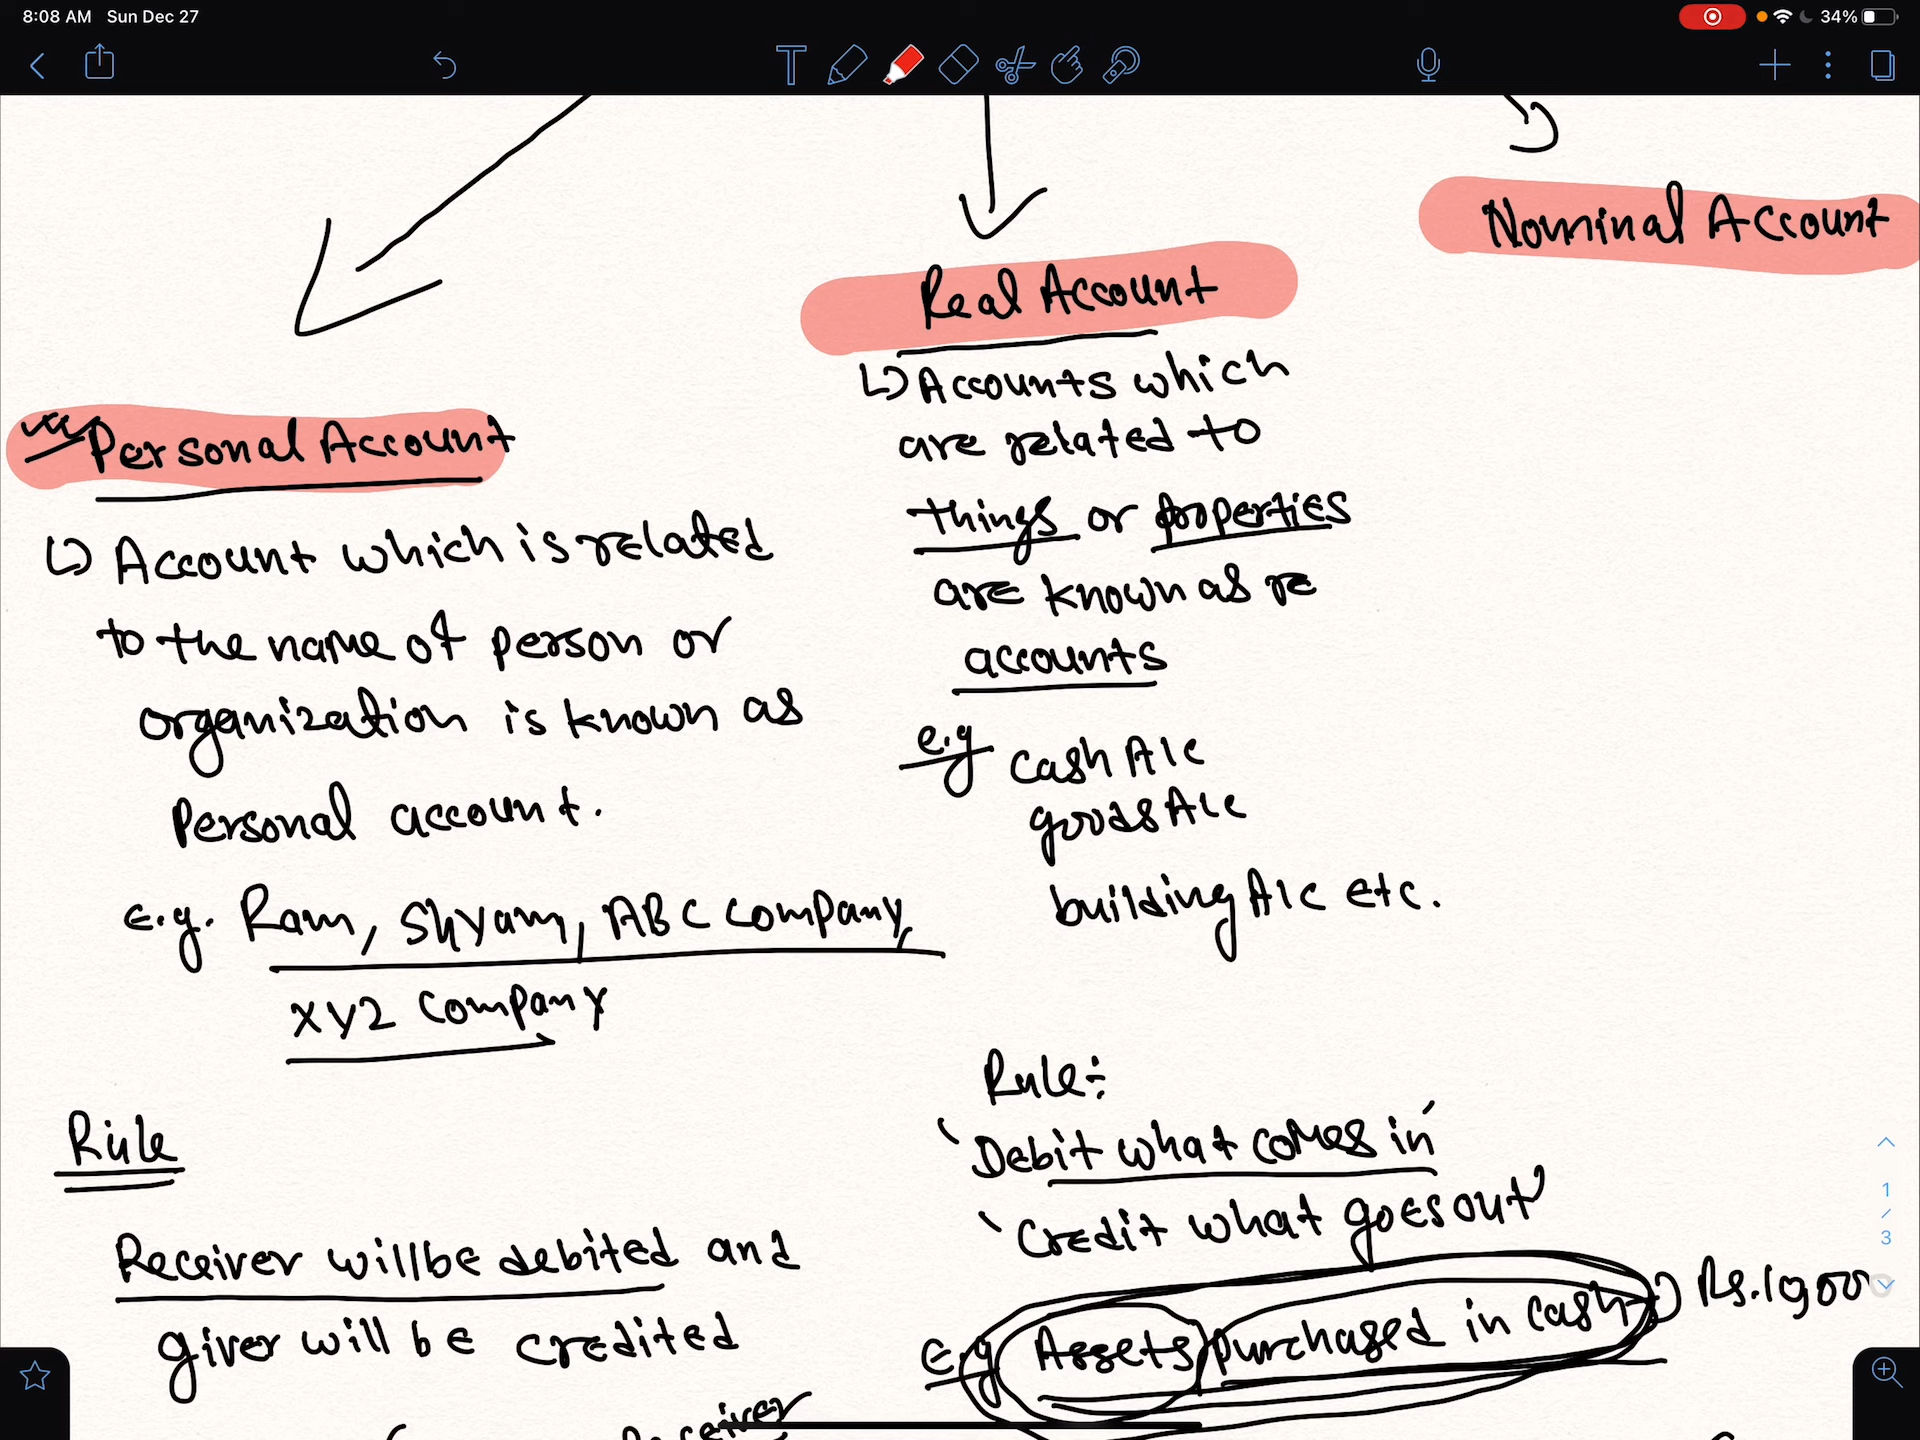 8:08 AM Sun Dec 27
34%
Nominal Account
Real Account
Accounts which
are related to
things or properties
are known as re
accounts
e.g Cash A/c
goods A/c
building A/c etc.
Rule:
'Debit what comes in'
'Credit what goes out'
e.g Assets purchased in cash Rs.
Personal Account
Account which is related
to the name of person or
organization is known as
Personal account.
E.g. Ram, Shyam, ABC Company,
XYZ Company
Rule
Receiver will be debited and
giver will be credited
Receiver
1
/
3